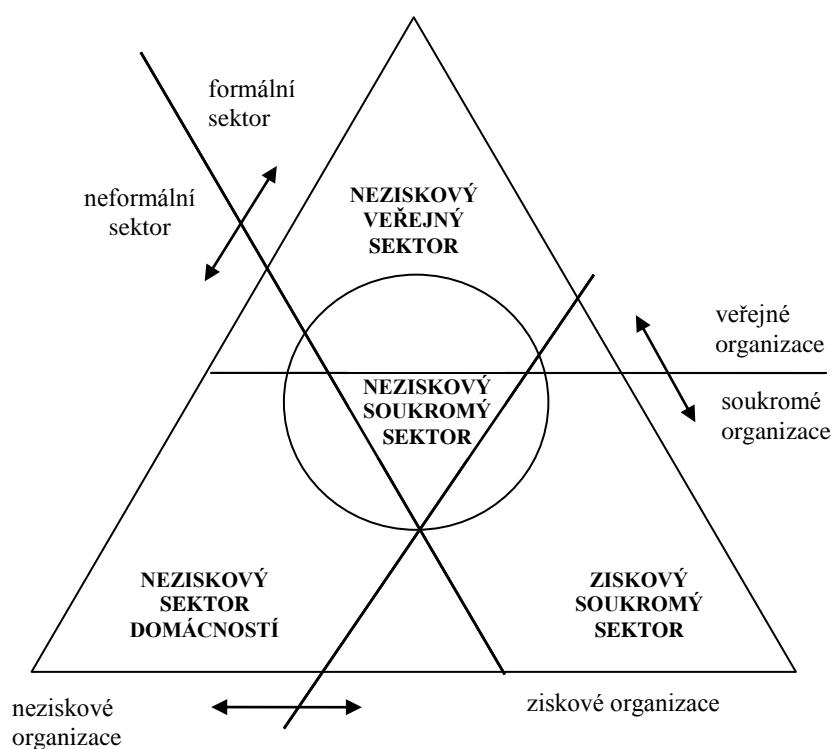 formální
sektor
neformální
sektor
NEZISKOVÝ
VEŘEJNÝ
SEKTOR
veřejné
organizace
soukromé
organizace
NEZISKOVÝ
SOUKROMÝ
SEKTOR
NEZISKOVÝ
SEKTOR
DOMÁCNOSTÍ
ZISKOVÝ
SOUKROMÝ
SEKTOR
neziskové
organizace
ziskové organizace